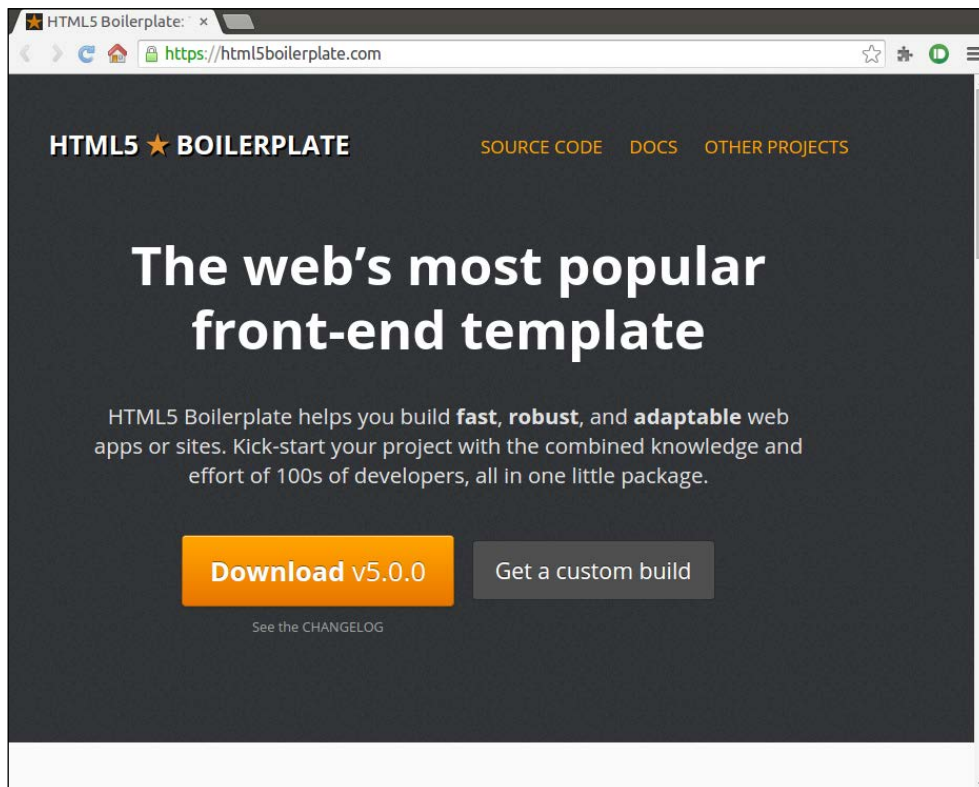 HTML5 Boilerplate:
https://html5boilerplate.com
HTML5 ★ BOILERPLATE
SOURCE CODE DOCS OTHER PROJECTS
The web’s most popular
front-end template
HTML5 Boilerplate helps you build fast, robust, and adaptable web
apps or sites. Kick-start your project with the combined knowledge and
effort of 100s of developers, all in one little package.
Download v5.0.0
Get a custom build
See the CHANGELOG